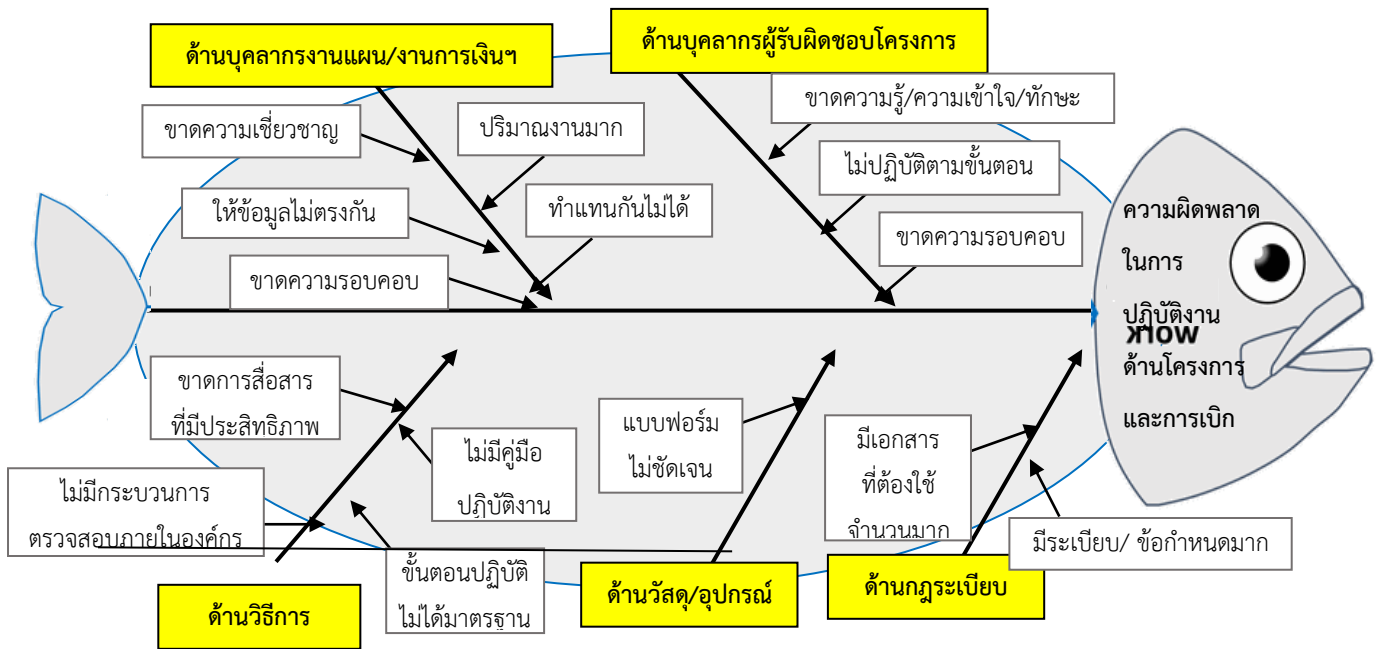 ด้านบุคลากรงานแผน/งานการเงินฯ
ด้านบุคลากรผู้รับผิดชอบโครงการ
ขาดความเชี่ยวชาญ
ปริมาณงานมาก
ให้ข้อมูลไม่ตรงกัน
ทำแทนกันไม่ได้
ขาดความรอบคอบ
ขาดความรู้/ความเข้าใจ/ทักษะ
ไม่ปฏิบัติตามขั้นตอน
ขาดความรอบคอบ
ความผิดพลาด
ในการ
ปฏิบัติงาน
ด้านโครงการ
และการเบิก
ขาดการสื่อสาร
ที่มีประสิทธิภาพ
ไม่มีคู่มือ
ปฏิบัติงาน
ไม่มีกระบวนการ
ตรวจสอบภายในองค์กร
ขั้นตอนปฏิบัติ
ไม่ได้มาตรฐาน
แบบฟอร์ม
ไม่ชัดเจน
มีเอกสาร
ที่ต้องใช้
จำนวนมาก
มีระเบียบ/ ข้อกำหนดมาก
ด้านวิธีการ
ด้านวัสดุ/อุปกรณ์
ด้านกฎระเบียบ